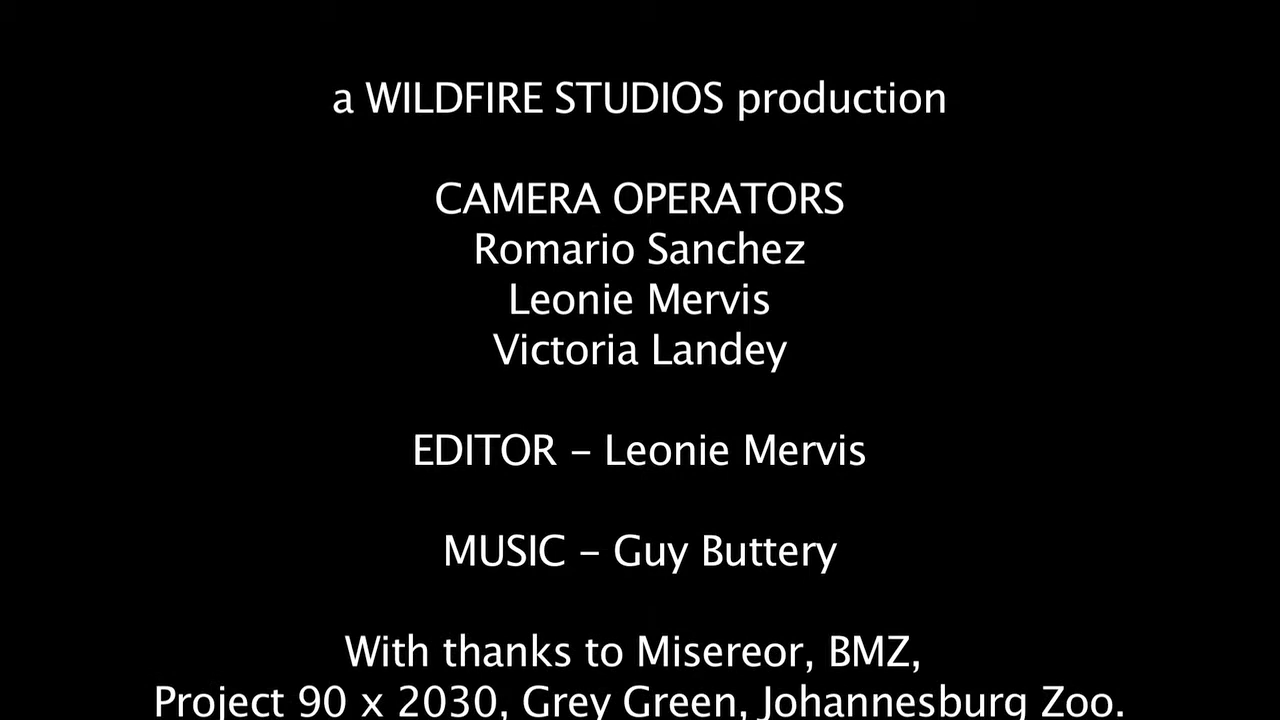 a WILDFIRE STUDIOS production
CAMERA OPERATORS
Romario Sanchez
Leonie Mervis
Victoria Landey
EDITOR – Leonie Mervis
MUSIC – Guy Buttery
With thanks to Misereor, BMZ,
Project 90 x 2030, Grey Green, Johannesburg Zoo.